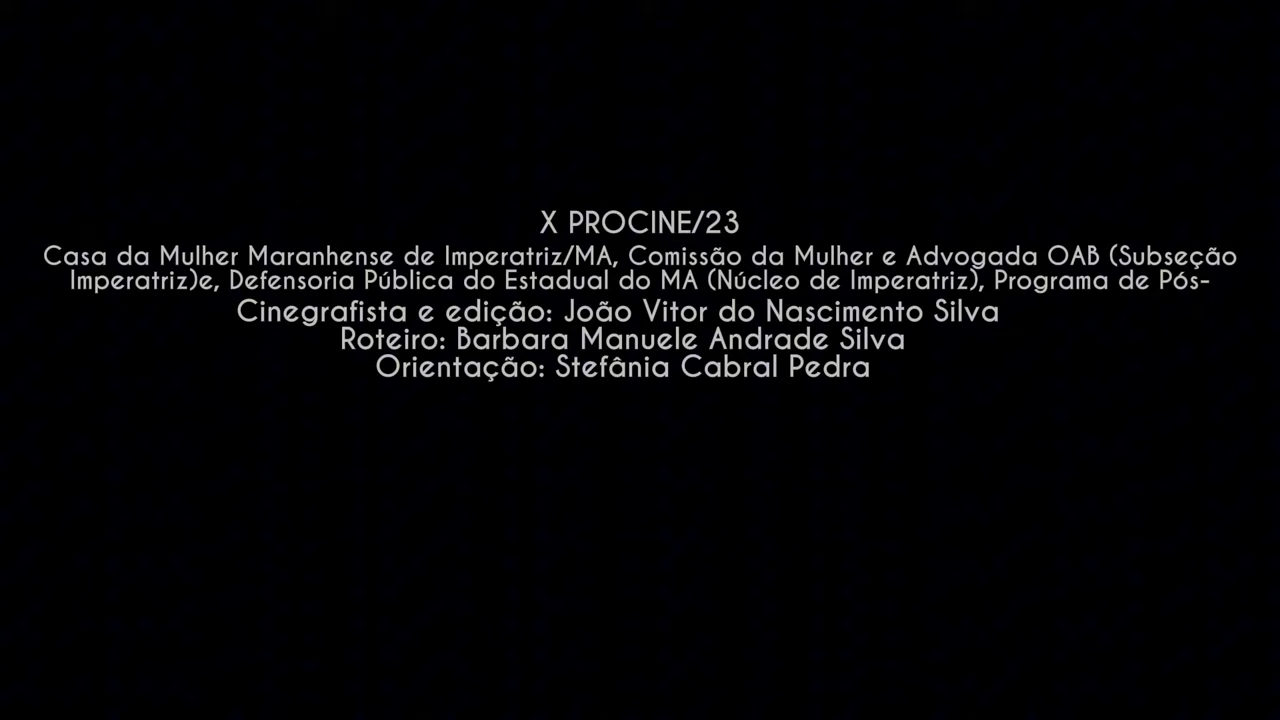 X PROCINE/23
Casa da Mulher Maranhense de Imperatriz/MA, Comissão da Mulher e Advogada OAB (Subseção
Imperatriz)e, Defensoria Pública do Estadual do MA (Núcleo de Imperatriz), Programa de Pós-
Cinegrafista e edição: João Vitor do Nascimento Silva
Roteiro: Barbara Manuele Andrade Silva
Orientação: Stefânia Cabral Pedra